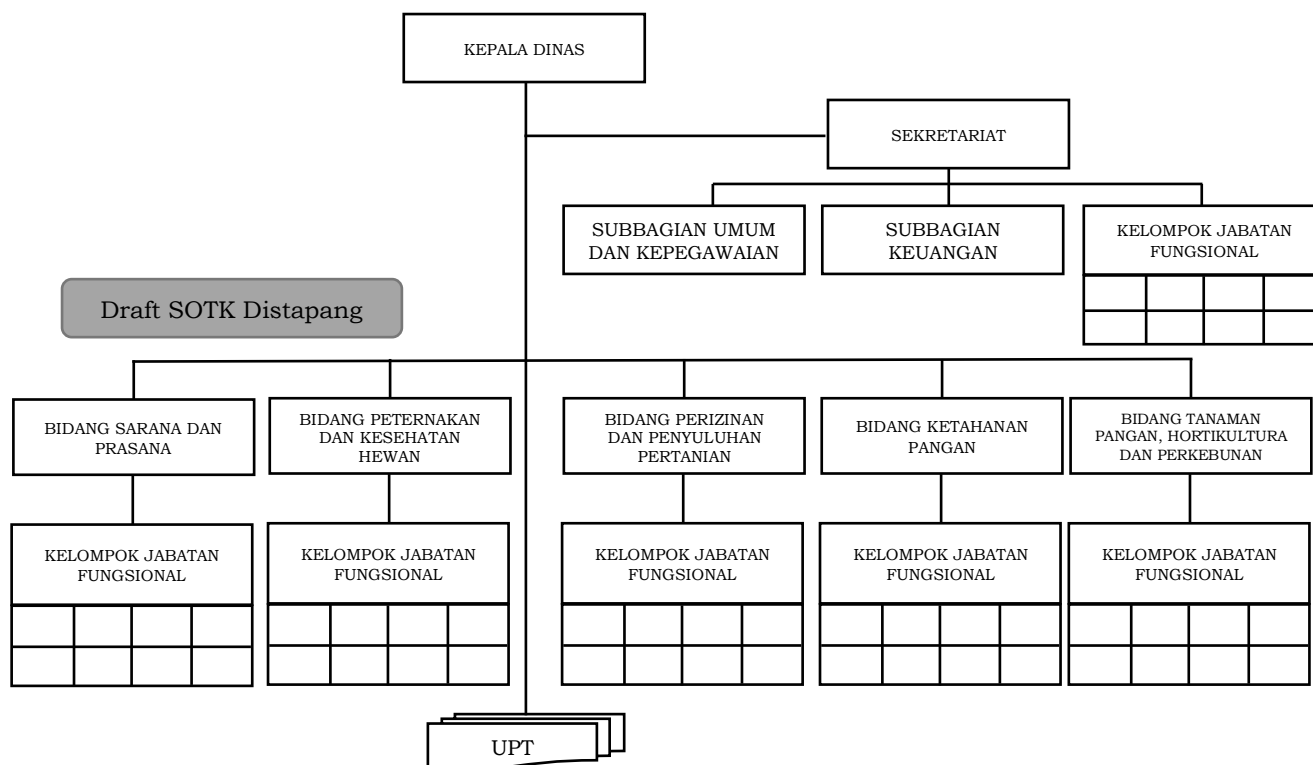 KEPALA DINAS
SEKRETARIAT
SUBBAGIAN UMUM
DAN KEPEGAWAIAN
SUBBAGIAN
KEUANGAN
KELOMPOK JABATAN
FUNGSIONAL
Draft SOTK Distapang
BIDANG SARANA DAN
PRASANA
BIDANG PETERNAKAN
DAN KESEHATAN
HEWAN
BIDANG PERIZINAN
DAN PENYULUHAN
PERTANIAN
BIDANG KETAHANAN
PANGAN
BIDANG TANAMAN
PANGAN, HORTIKULTURA
DAN PERKEBUNAN
KELOMPOK JABATAN
FUNGSIONAL
KELOMPOK JABATAN
FUNGSIONAL
KELOMPOK JABATAN
FUNGSIONAL
KELOMPOK JABATAN
FUNGSIONAL
KELOMPOK JABATAN
FUNGSIONAL
UPT